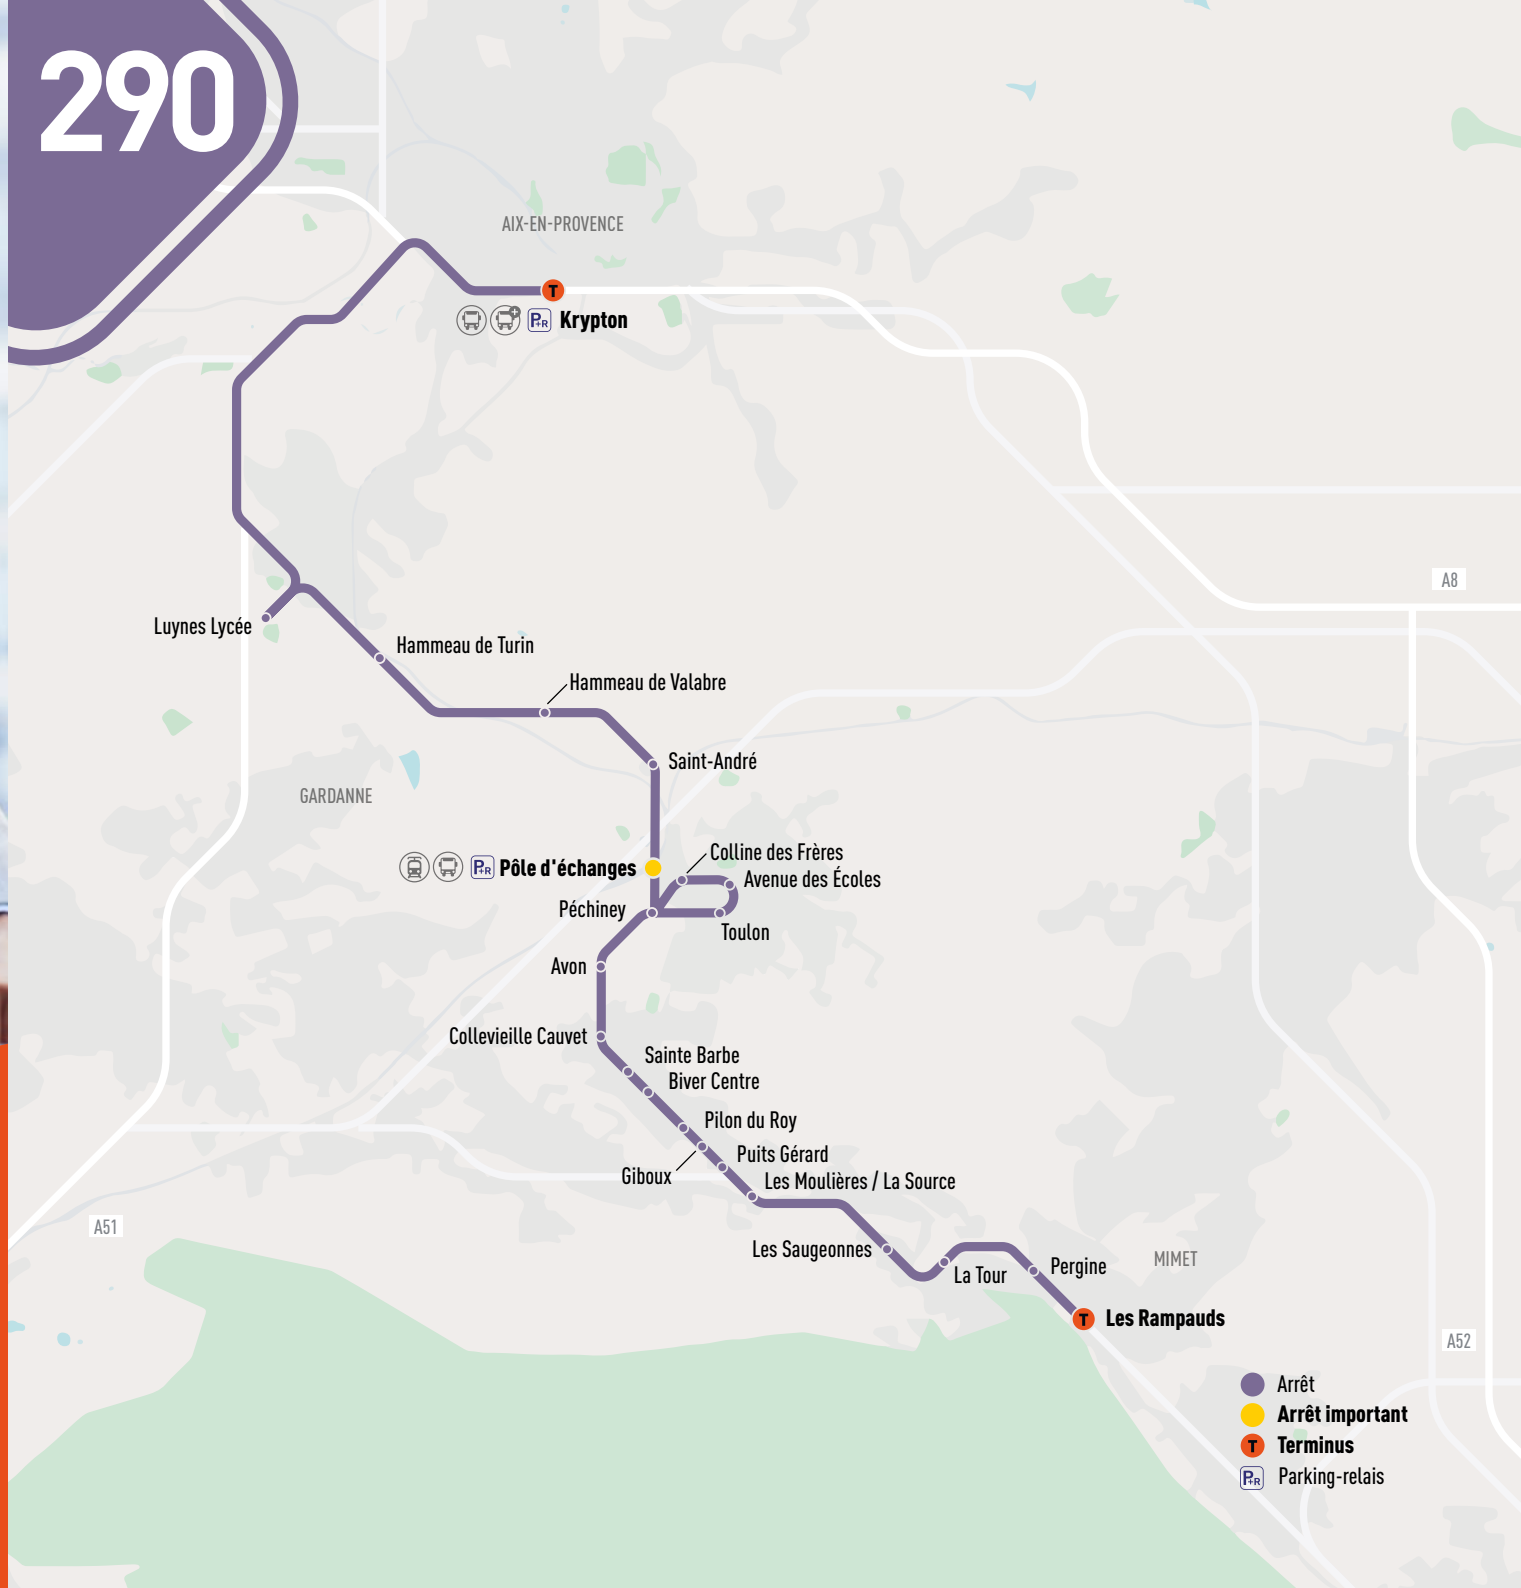 290
AIX-EN-PROVENCE
T
P+R Krypton
A8
Luynes Lycée
Hammeau de Turin
Hammeau de Valabre
Saint-André
GARDANNE
Colline des Frères
P+R Pôle d'échanges
Avenue des Écoles
Péchiney
Toulon
Avon
Collevieille Cauvet
Sainte Barbe
Biver Centre
Pilon du Roy
Puits Gérard
Giboux
Les Moulières / La Source
A51
Les Saugeonnes
MIMET
Pergine
La Tour
T Les Rampauds
A52
Arrêt
Arrêt important
T Terminus
P+R Parking-relais